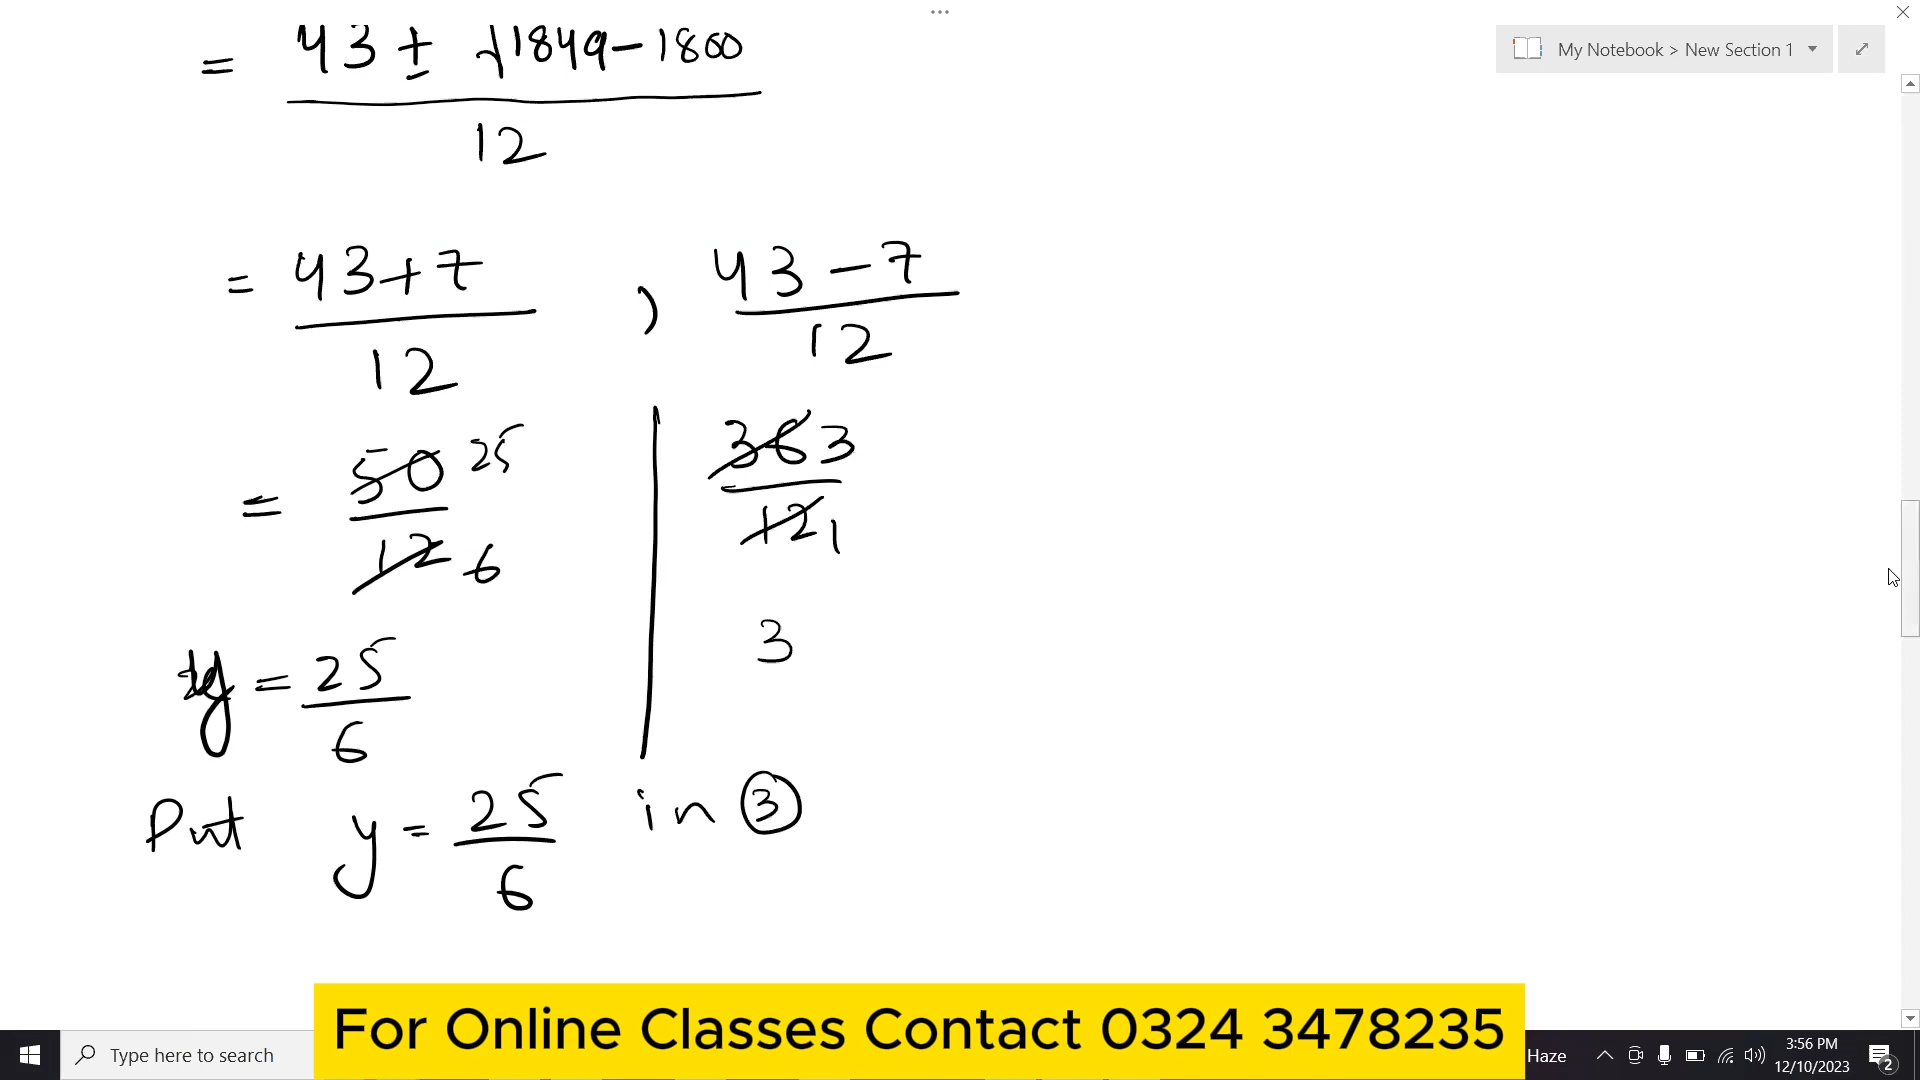 My Notebook > New Section 1
= (43 ± √1849 - 1800) / 12
= (43 + 7) / 12 , (43 - 7) / 12
= 50 25 / 12 6 | 36 3 / 12 1
y = 25 / 6 | 3
Put y = 25 / 6 in ③
For Online Classes Contact 0324 3478235
Type here to search
Haze
3:56 PM
12/10/2023
2